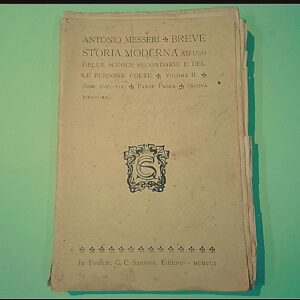 ANTONIO MESSERI ✤ BREVE
STORIA MODERNA AD USO
DELLE SCUOLE SECONDARIE E DEL-
LE PERSONE COLTE ✤ VOLUME II ✤
(SEC. XVIII-XIX) ✤ PARTE PRIMA ✤ (NUOVA
TIRATURA)
In Firenze, G. C. Sansoni, Editore - MCMVII